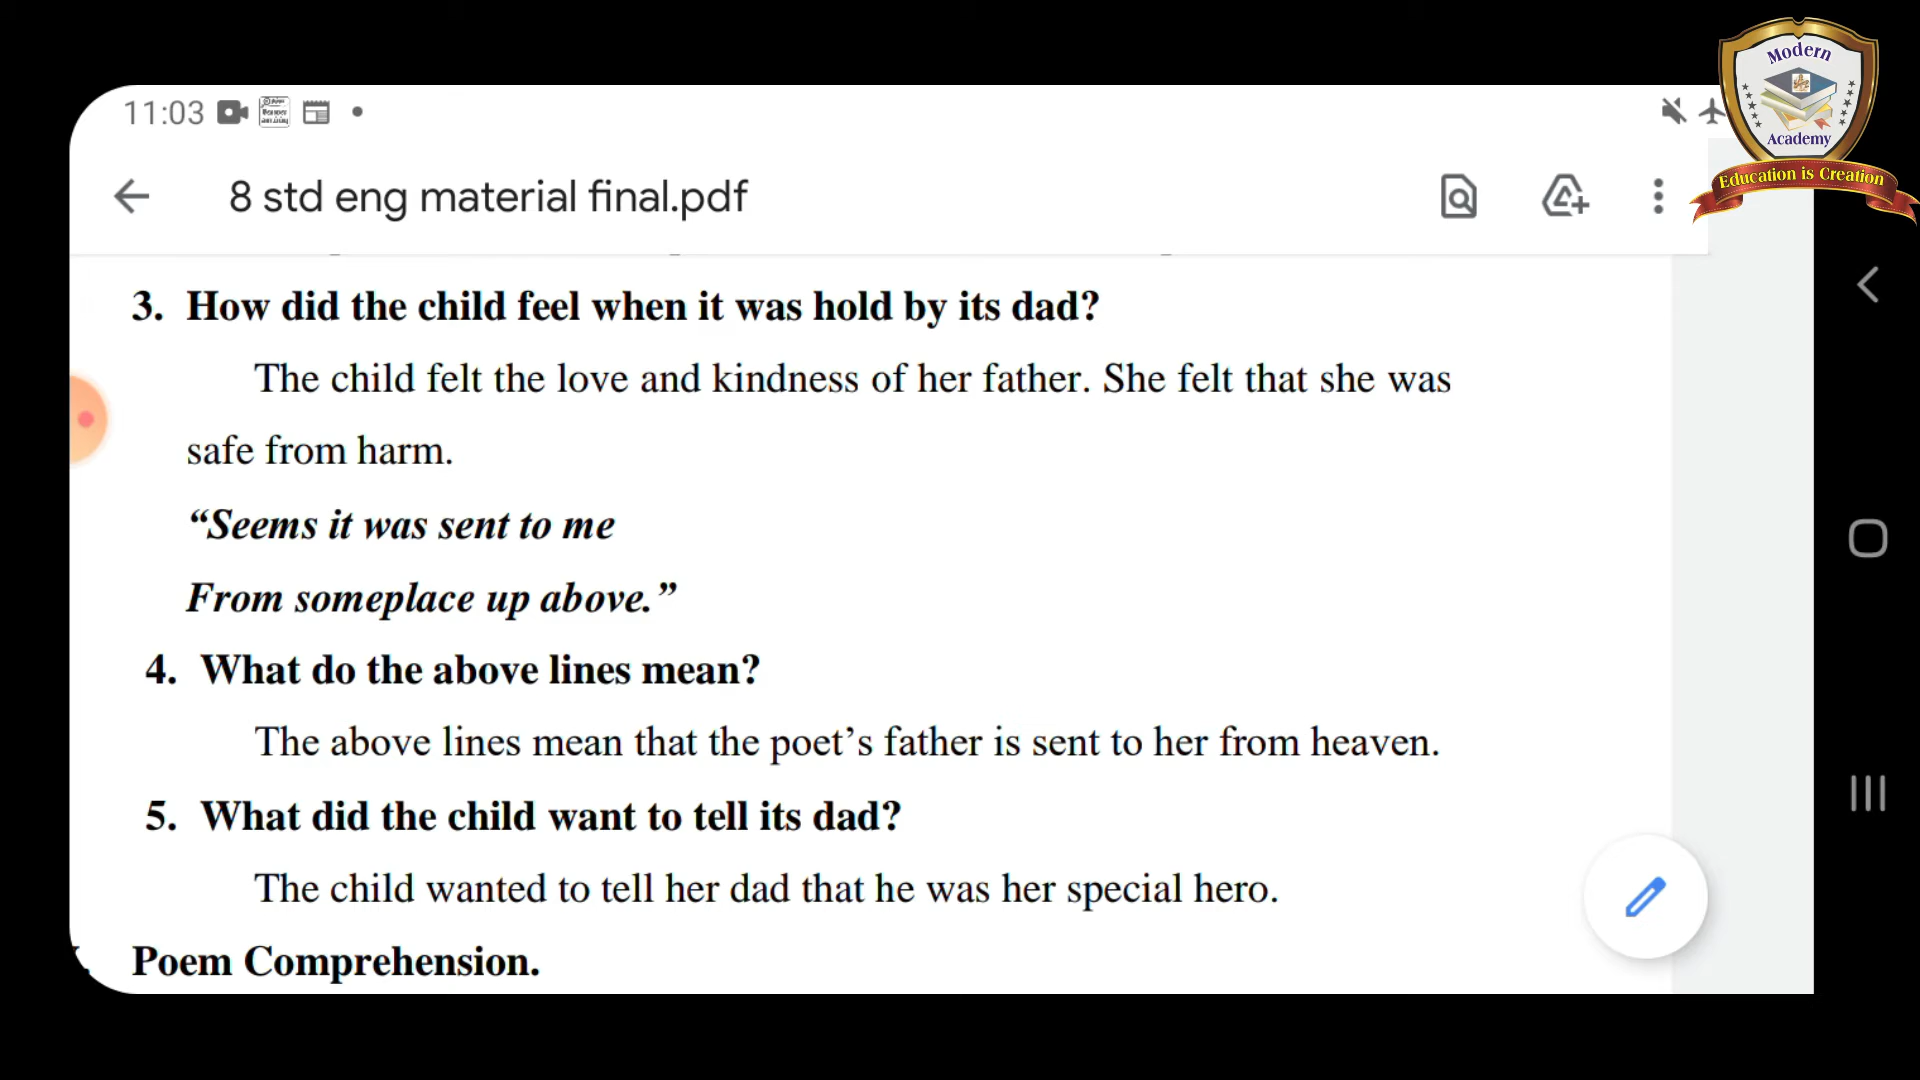 Modern
Academy
Education is Creation
11:03
8 std eng material final.pdf
3. How did the child feel when it was hold by its dad?
The child felt the love and kindness of her father. She felt that she was
safe from harm.
“Seems it was sent to me
From someplace up above.”
4. What do the above lines mean?
The above lines mean that the poet’s father is sent to her from heaven.
5. What did the child want to tell its dad?
The child wanted to tell her dad that he was her special hero.
Poem Comprehension.